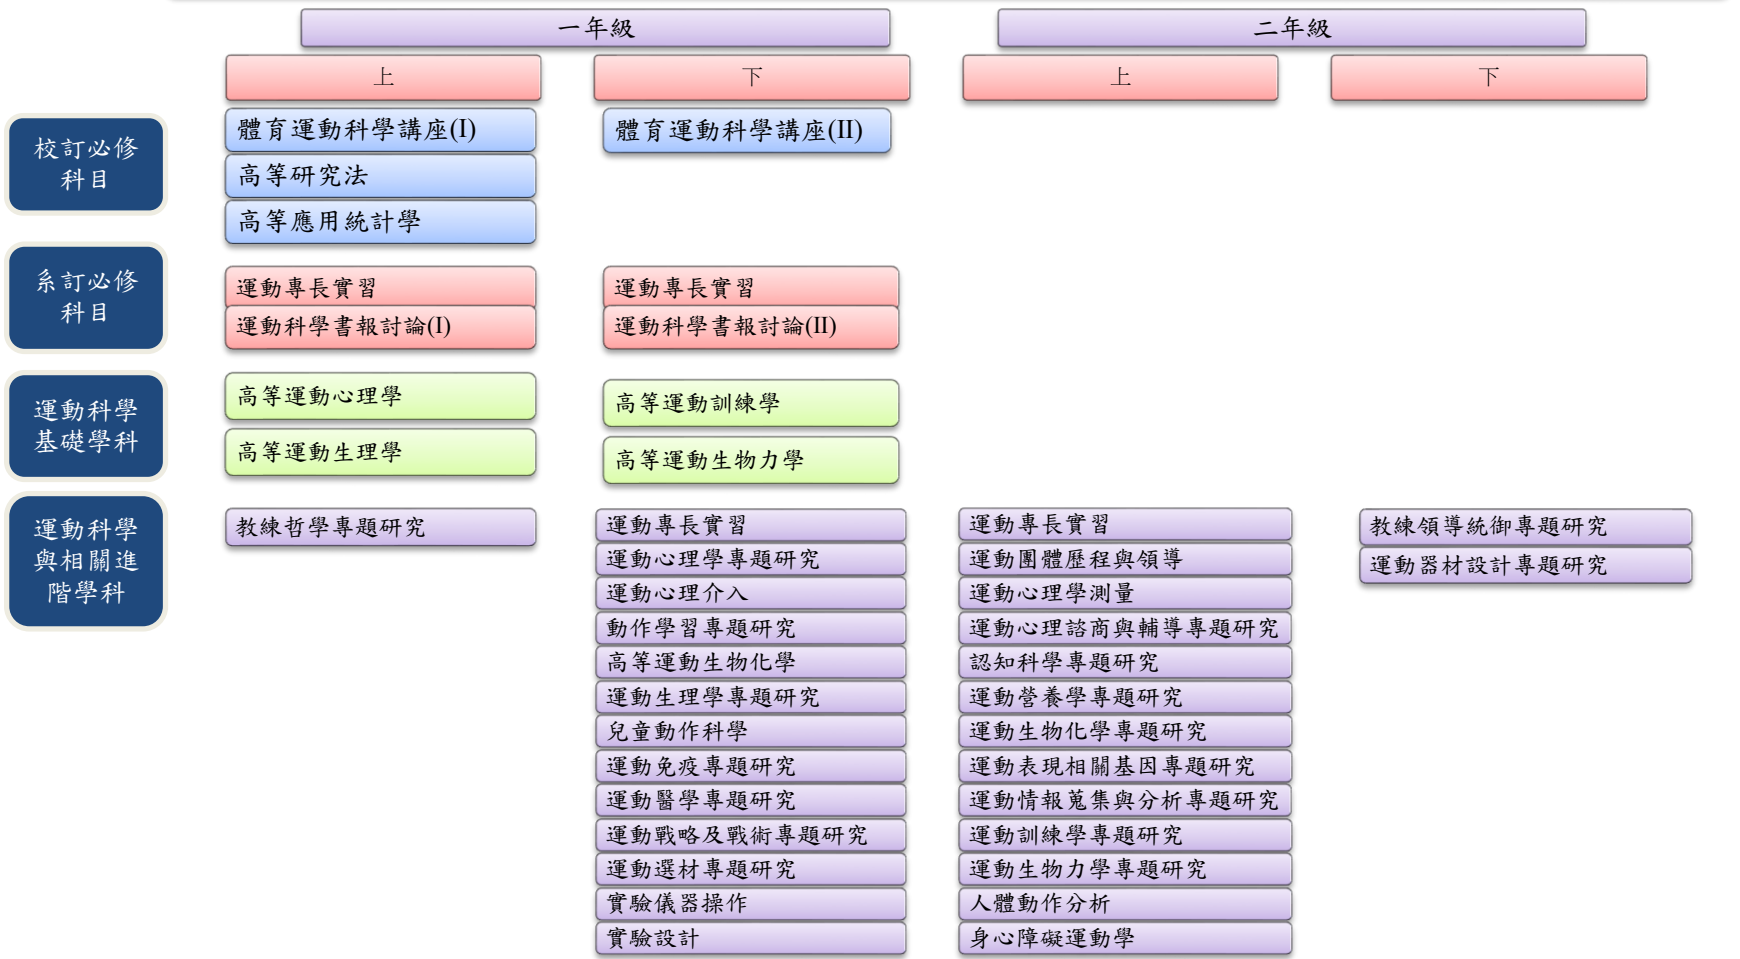 一年級
二年級
上
下
上
下
校訂必修
科目
體育運動科學講座(I)
高等研究法
高等應用統計學
體育運動科學講座(II)
系訂必修
科目
運動專長實習
運動科學書報討論(I)
運動專長實習
運動科學書報討論(II)
運動科學
基礎學科
高等運動心理學
高等運動生理學
高等運動訓練學
高等運動生物力學
運動科學
與相關進
階學科
教練哲學專題研究
運動專長實習
運動心理學專題研究
運動心理介入
動作學習專題研究
高等運動生物化學
運動生理學專題研究
兒童動作科學
運動免疫專題研究
運動醫學專題研究
運動戰略及戰術專題研究
運動選材專題研究
實驗儀器操作
實驗設計
運動專長實習
運動團體歷程與領導
運動心理學測量
運動心理諮商與輔導專題研究
認知科學專題研究
運動營養學專題研究
運動生物化學專題研究
運動表現相關基因專題研究
運動情報蒐集與分析專題研究
運動訓練學專題研究
運動生物力學專題研究
人體動作分析
身心障礙運動學
教練領導統御專題研究
運動器材設計專題研究